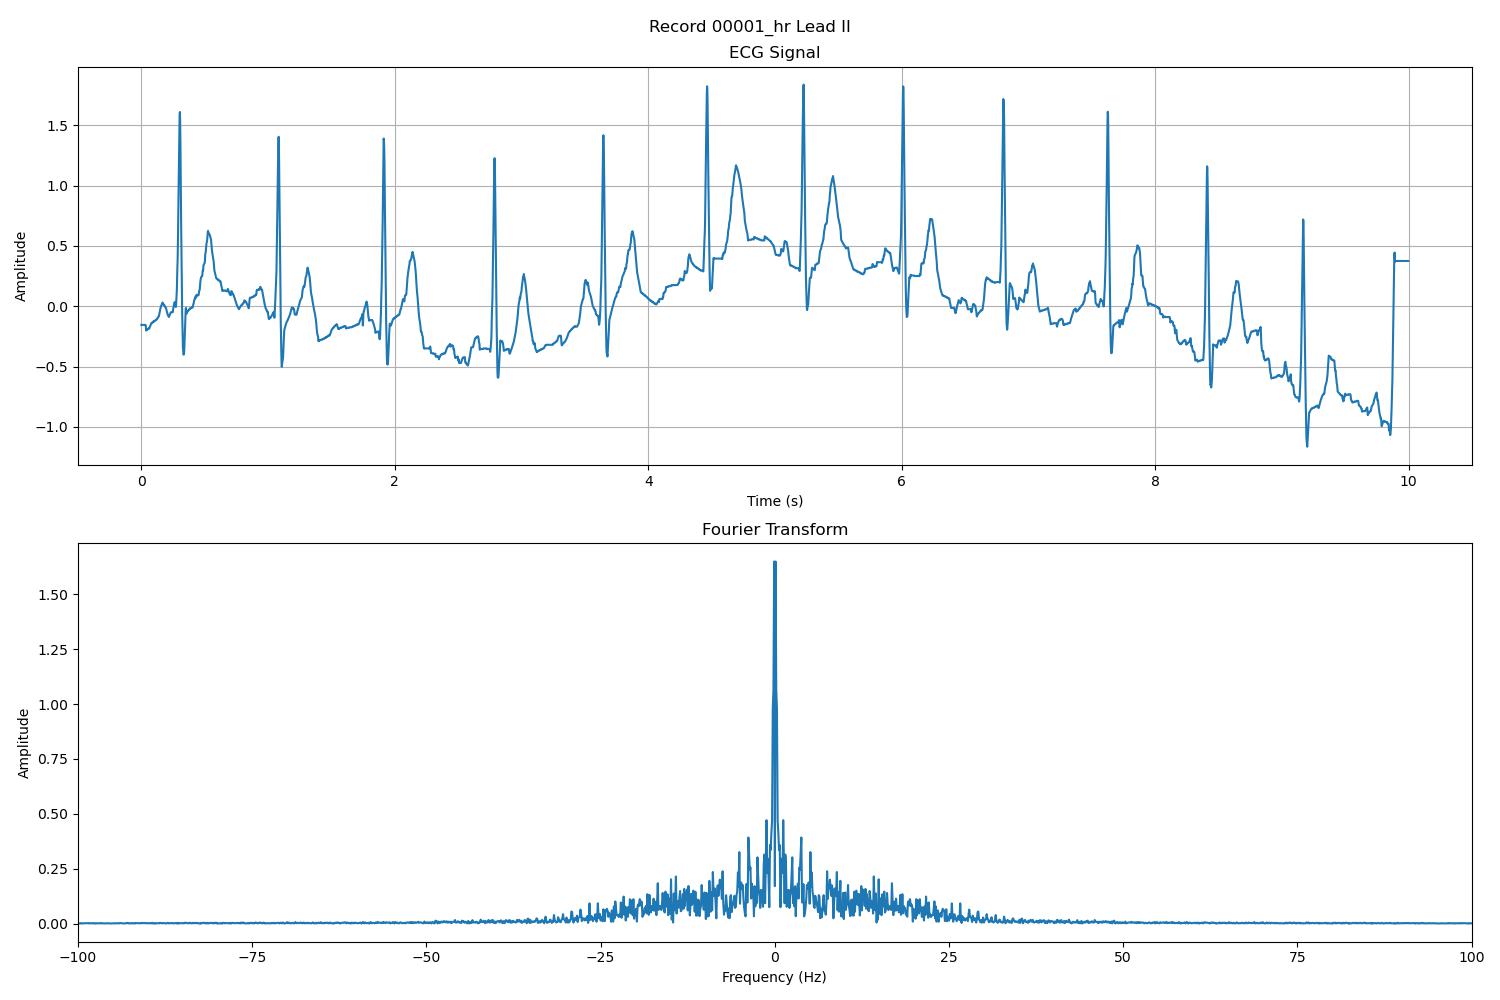 Record 00001_hr Lead II
ECG Signal
Amplitude
1.5
1.0
0.5
0.0
−0.5
−1.0
0 2 4 6 8 10
Time (s)
Fourier Transform
Amplitude
1.50
1.25
1.00
0.75
0.50
0.25
0.00
−100 −75 −50 −25 0 25 50 75 100
Frequency (Hz)